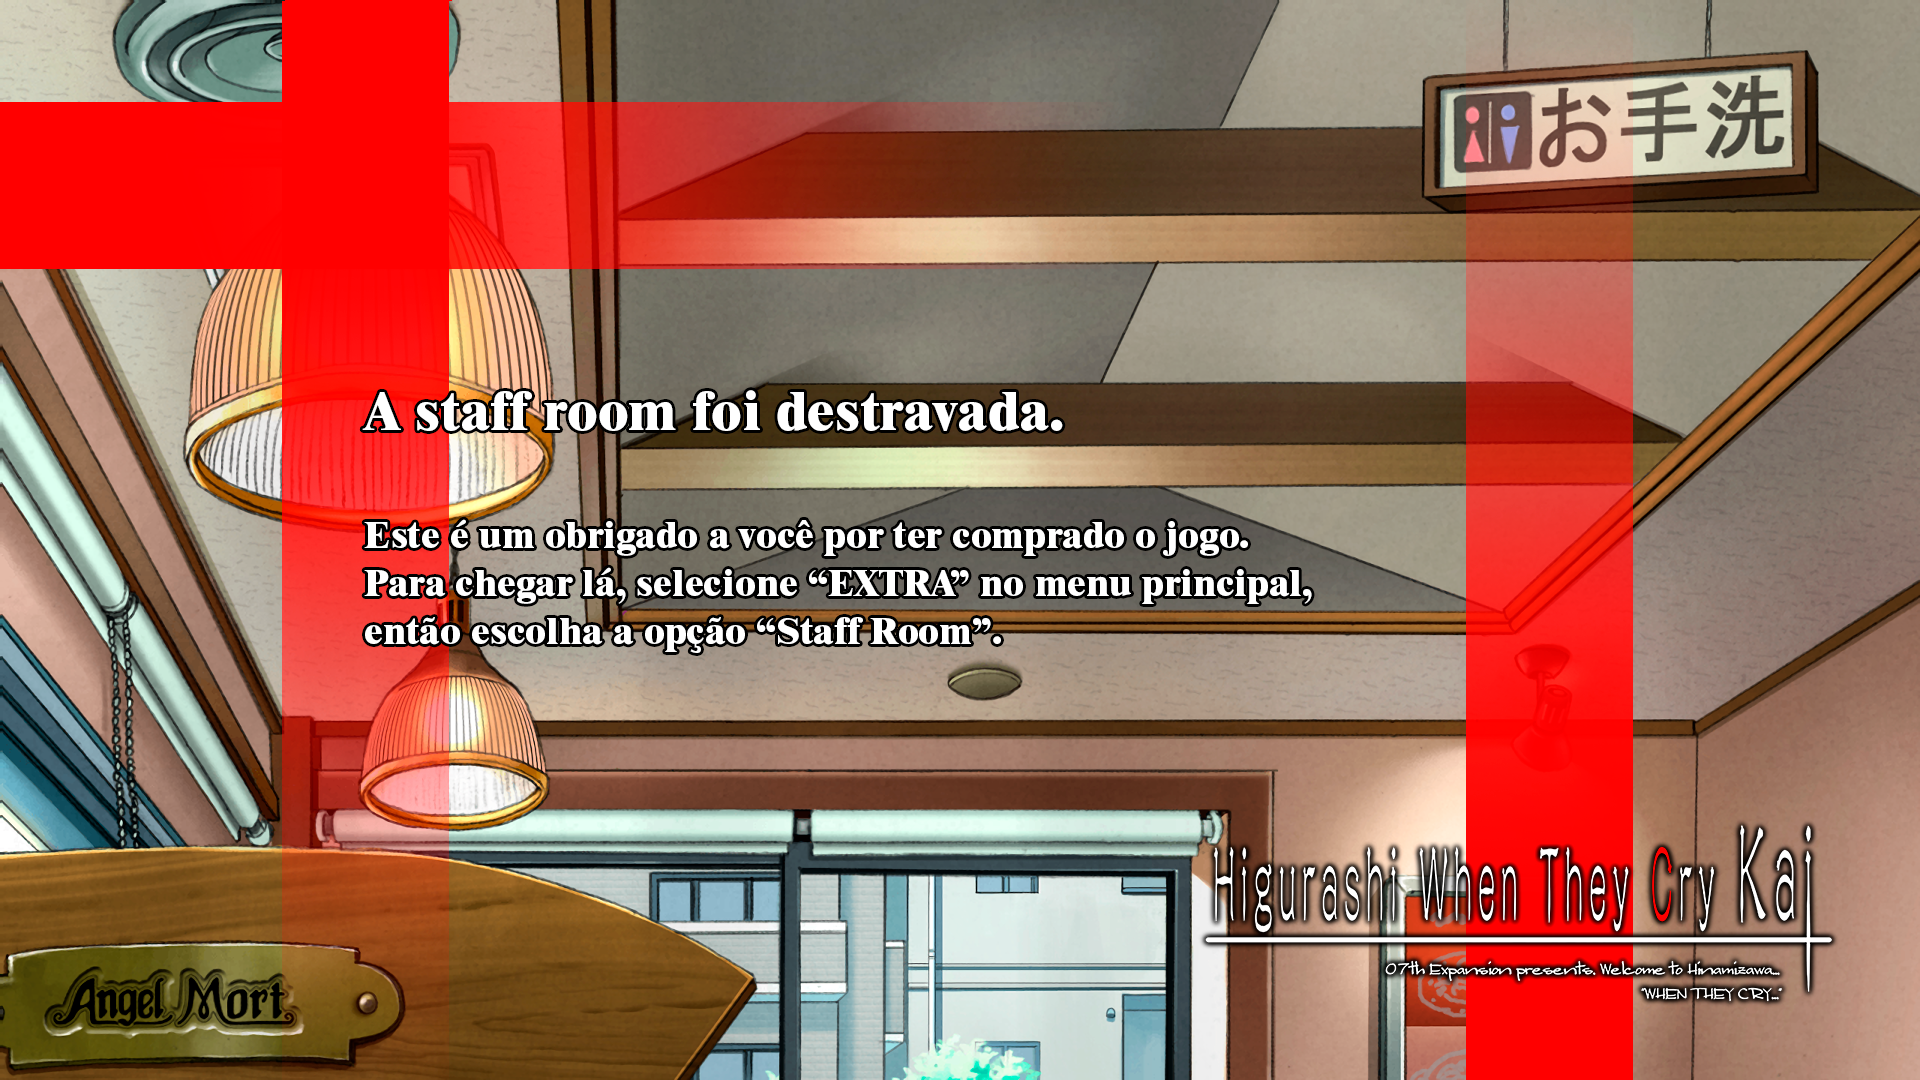 お手洗
A staff room foi destravada.
Este é um obrigado a você por ter comprado o jogo.
Para chegar lá, selecione “EXTRA” no menu principal,
então escolha a opção “Staff Room”.
Higurashi When They Cry Kai
07th Expansion presents. Welcome to Hinamizawa...
"WHEN THEY CRY..."
Angel Mort